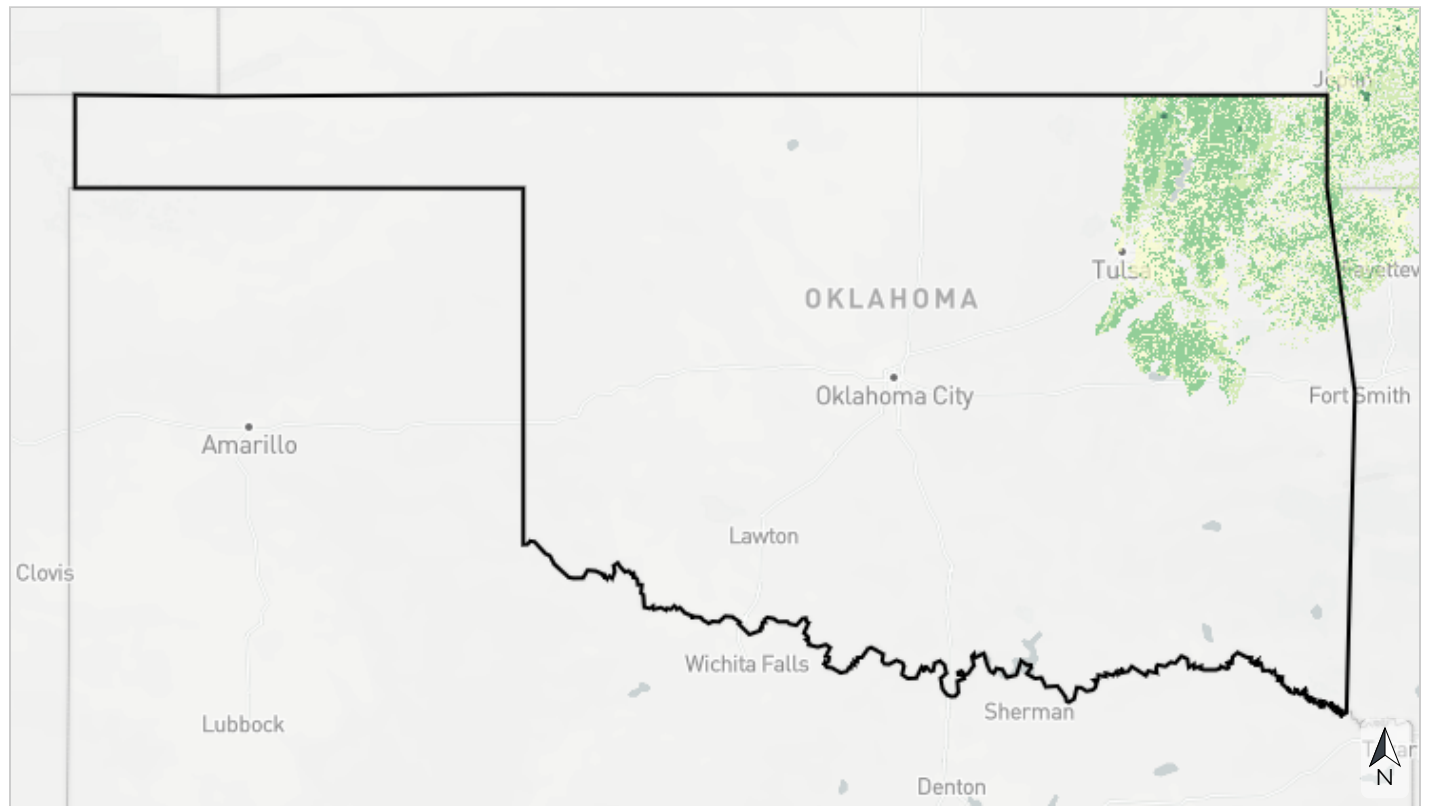 Tulsa
OKLAHOMA
Oklahoma City
Fort Smith
Amarillo
Lawton
Clovis
Wichita Falls
Lubbock
Sherman
Denton
N